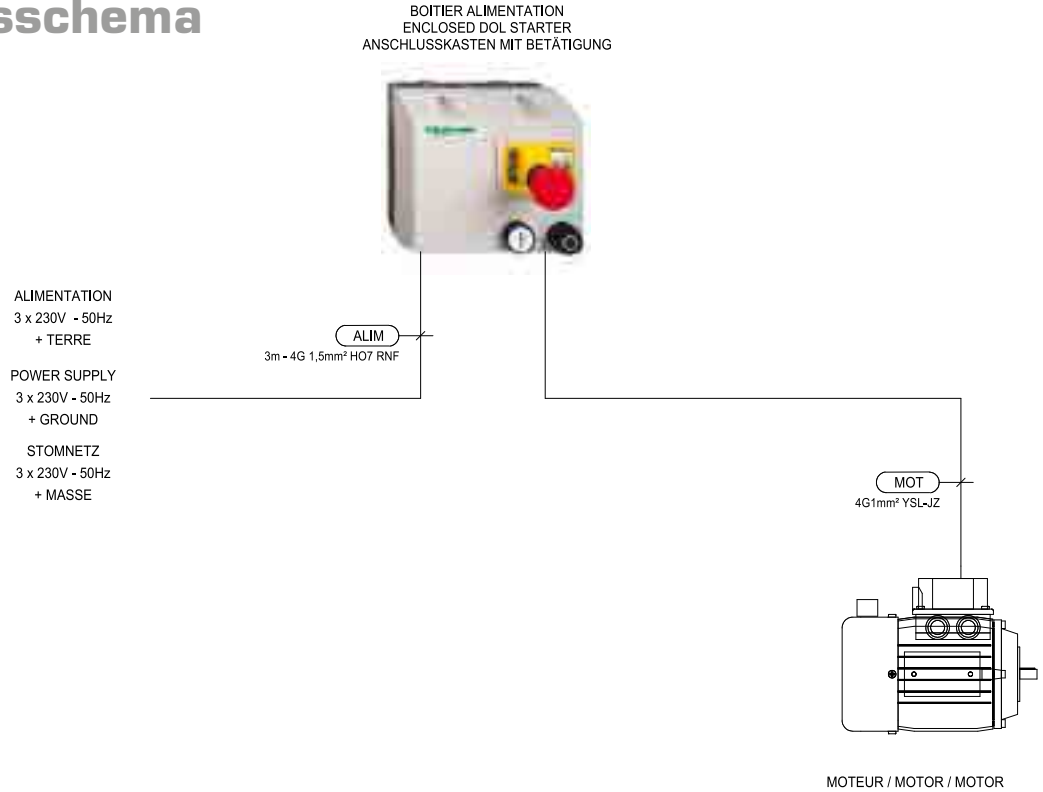 sschema
BOITIER ALIMENTATION
ENCLOSED DOL STARTER
ANSCHLUSSKASTEN MIT BETÄTIGUNG
ALIMENTATION
3 x 230V - 50Hz
+ TERRE
ALIM
3m - 4G 1,5mm² HO7 RNF
POWER SUPPLY
3 x 230V - 50Hz
+ GROUND
STOMNETZ
3 x 230V - 50Hz
+ MASSE
MOT
4G1mm² YSL-JZ
MOTEUR / MOTOR / MOTOR